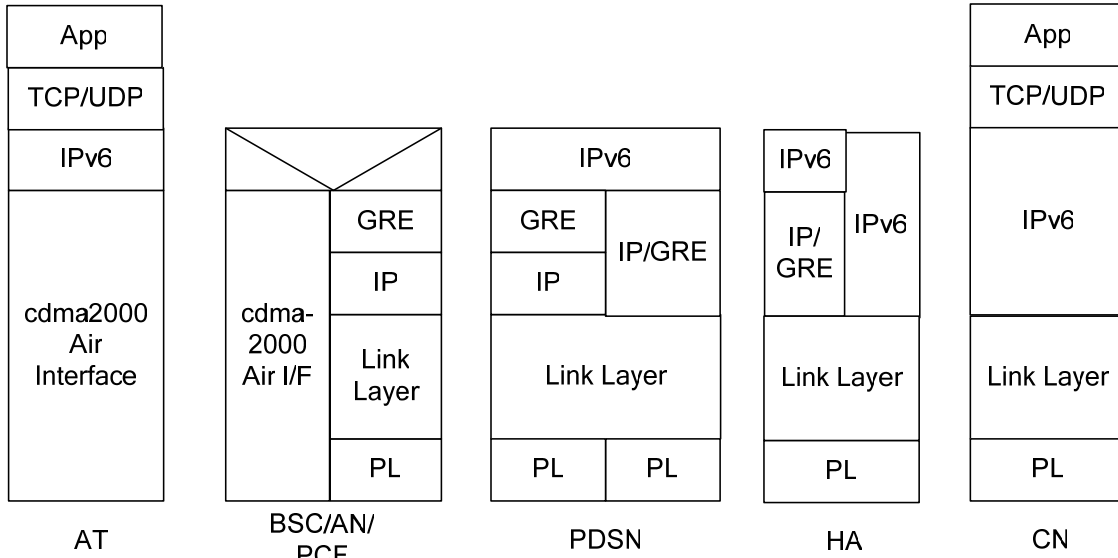 App
TCP/UDP
IPv6
cdma2000
Air
Interface
AT
GRE
IP
cdma-
2000
Air I/F
Link
Layer
PL
BSC/AN/
PCF
IPv6
GRE
IP
IP/GRE
Link Layer
PL
PL
PDSN
IPv6
IP/
GRE
IPv6
Link Layer
PL
HA
App
TCP/UDP
IPv6
Link Layer
PL
CN